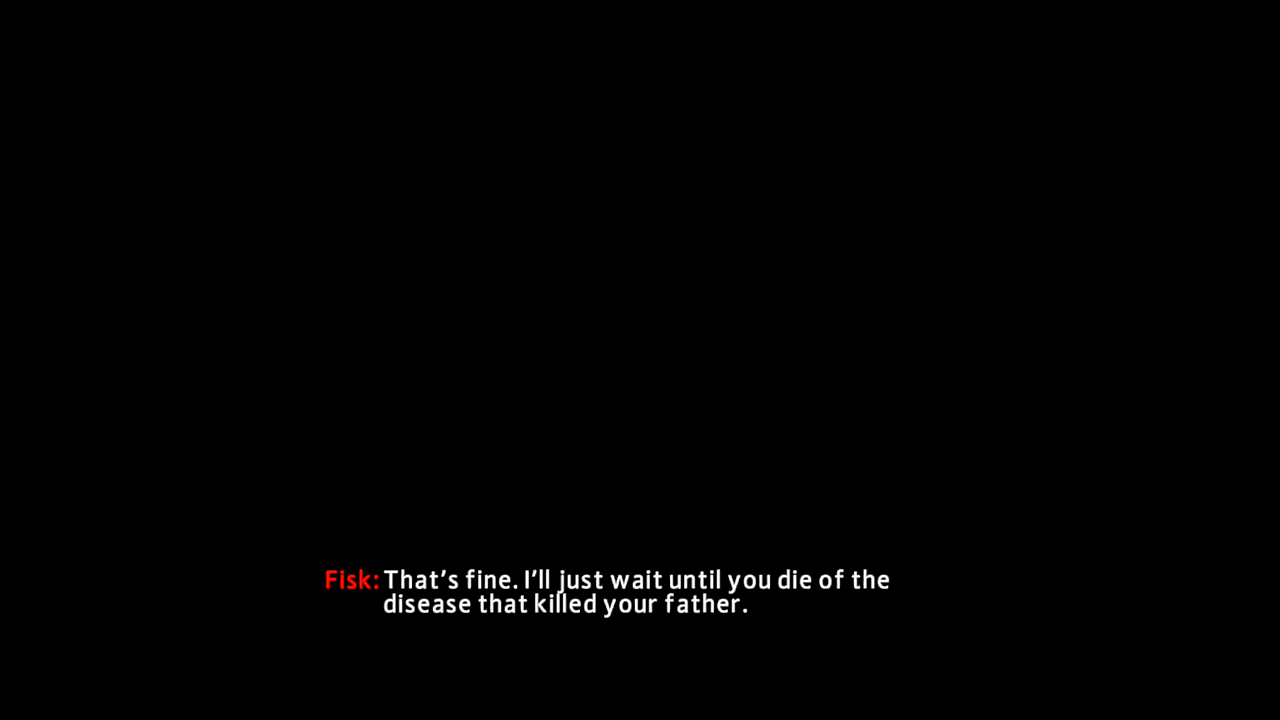 Fisk: That's fine. I'll just wait until you die of the
disease that killed your father.